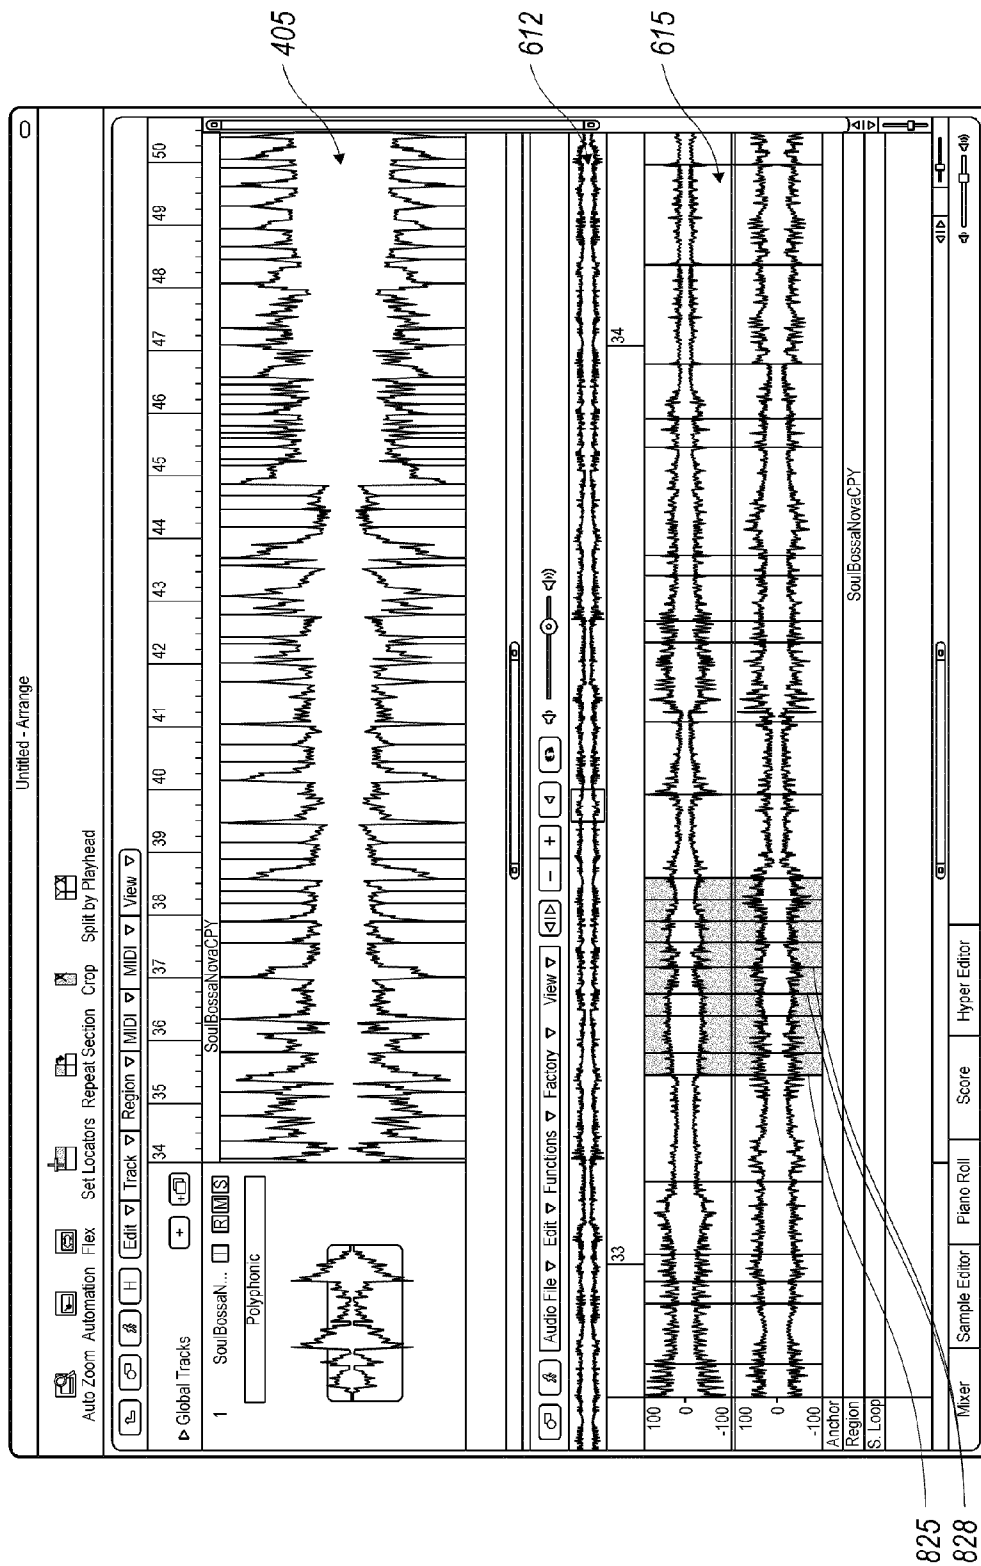 Untitled - Arrange
Auto Zoom Automation Flex Set Locators Repeat Section Crop Split by Playhead
H Edit Track Region MIDI MIDI View
Global Tracks + +
34 35 36 37 38 39 40 41 42 43 44 45 46 47 48 49 50
1 SoulBossaN... R M S
SoulBossaNovaCPY
Polyphonic
405
Audio File Edit Functions Factory View - +
612
33 34
615
100
0
-100
100
0
-100
Anchor
Region SoulBossaNovaCPY
S. Loop
Mixer Sample Editor Piano Roll Score Hyper Editor
825
828